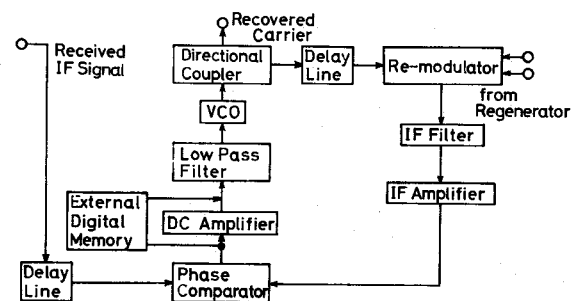 Recovered
Carrier
Received
IF Signal
Directional
Coupler
Delay
Line
Re-modulator
from
Regenerator
VCO
IF Filter
Low Pass
Filter
IF Amplifier
External
Digital
Memory
DC Amplifier
Delay
Line
Phase
Comparator